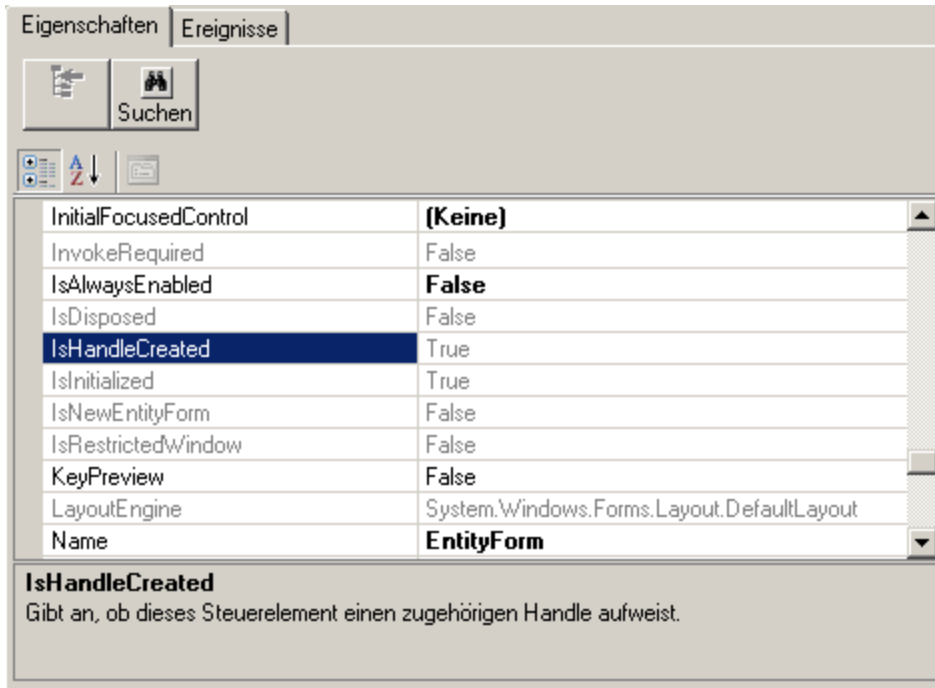 Eigenschaften Ereignisse
Suchen
InitialFocusedControl (Keine)
InvokeRequired False
IsAlwaysEnabled False
IsDisposed False
IsHandleCreated True
IsInitialized True
IsNewEntityForm False
IsRestrictedWindow False
KeyPreview False
LayoutEngine System.Windows.Forms.Layout.DefaultLayout
Name EntityForm
IsHandleCreated
Gibt an, ob dieses Steuerelement einen zugehörigen Handle aufweist.